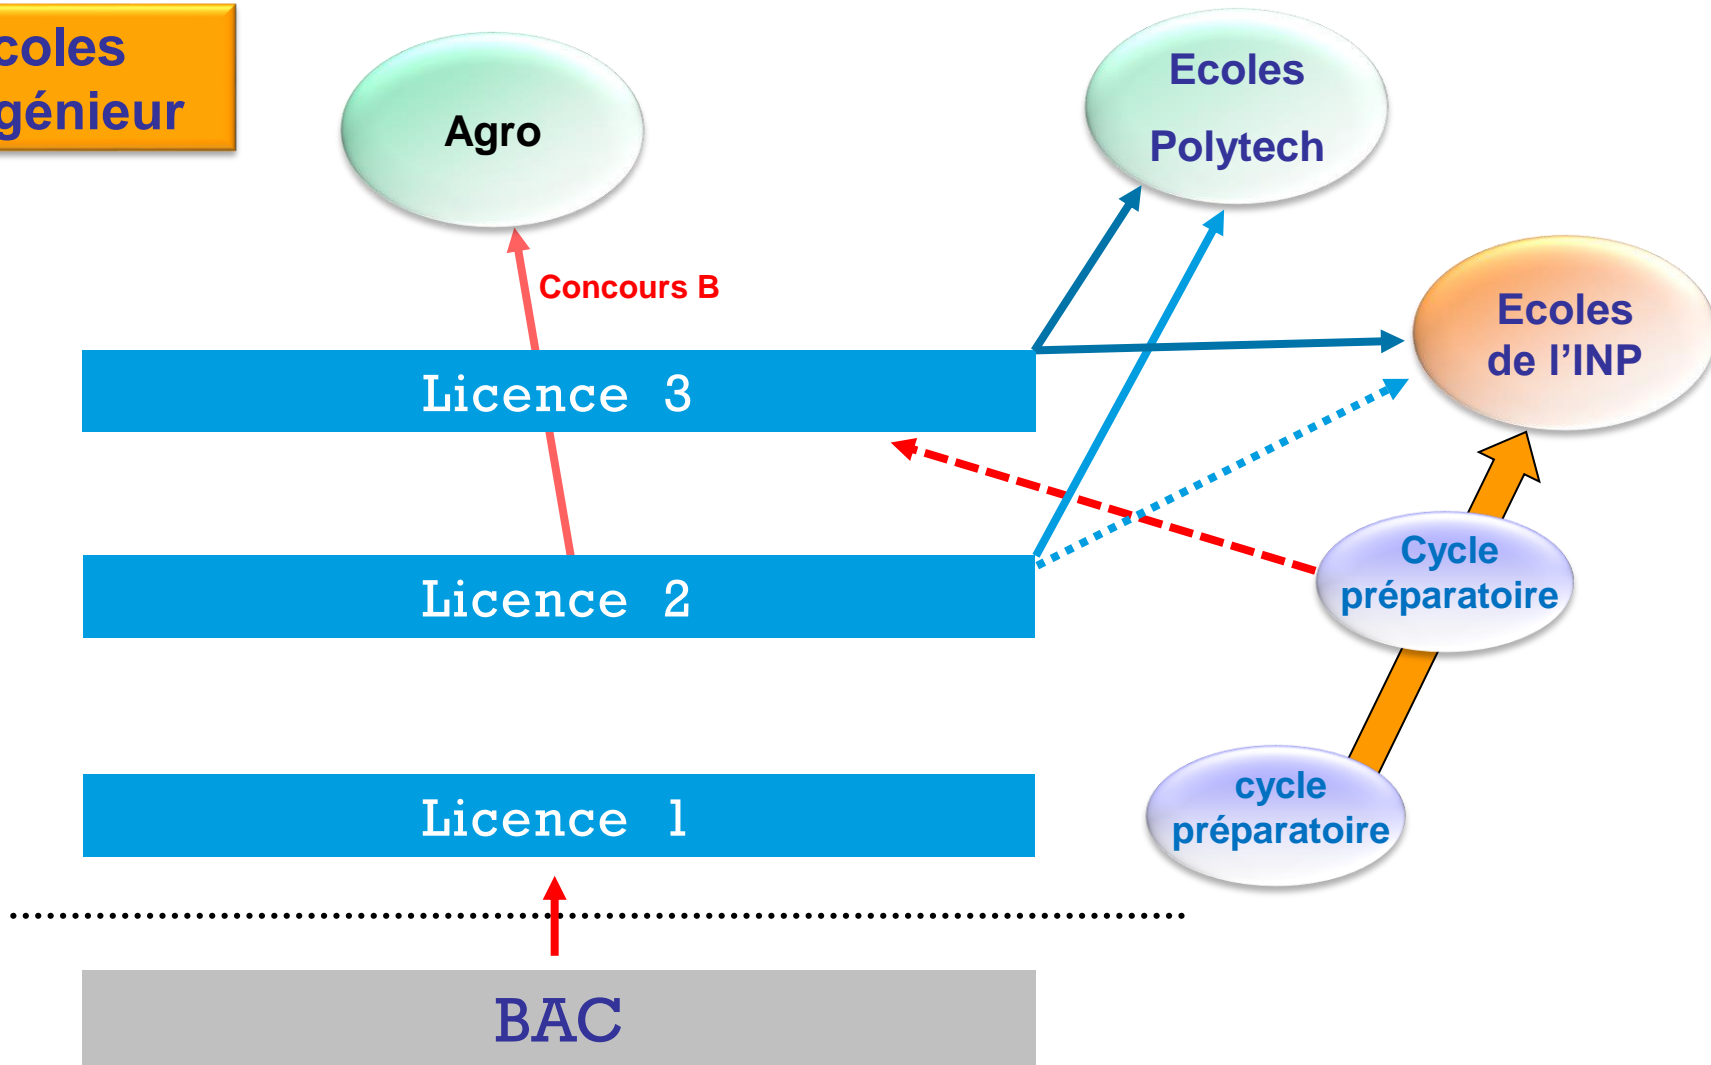 coles
génieur
Agro
Ecoles
Polytech
Concours B
Ecoles
de l’INP
Licence 3
Cycle
préparatoire
Licence 2
cycle
préparatoire
Licence 1
BAC